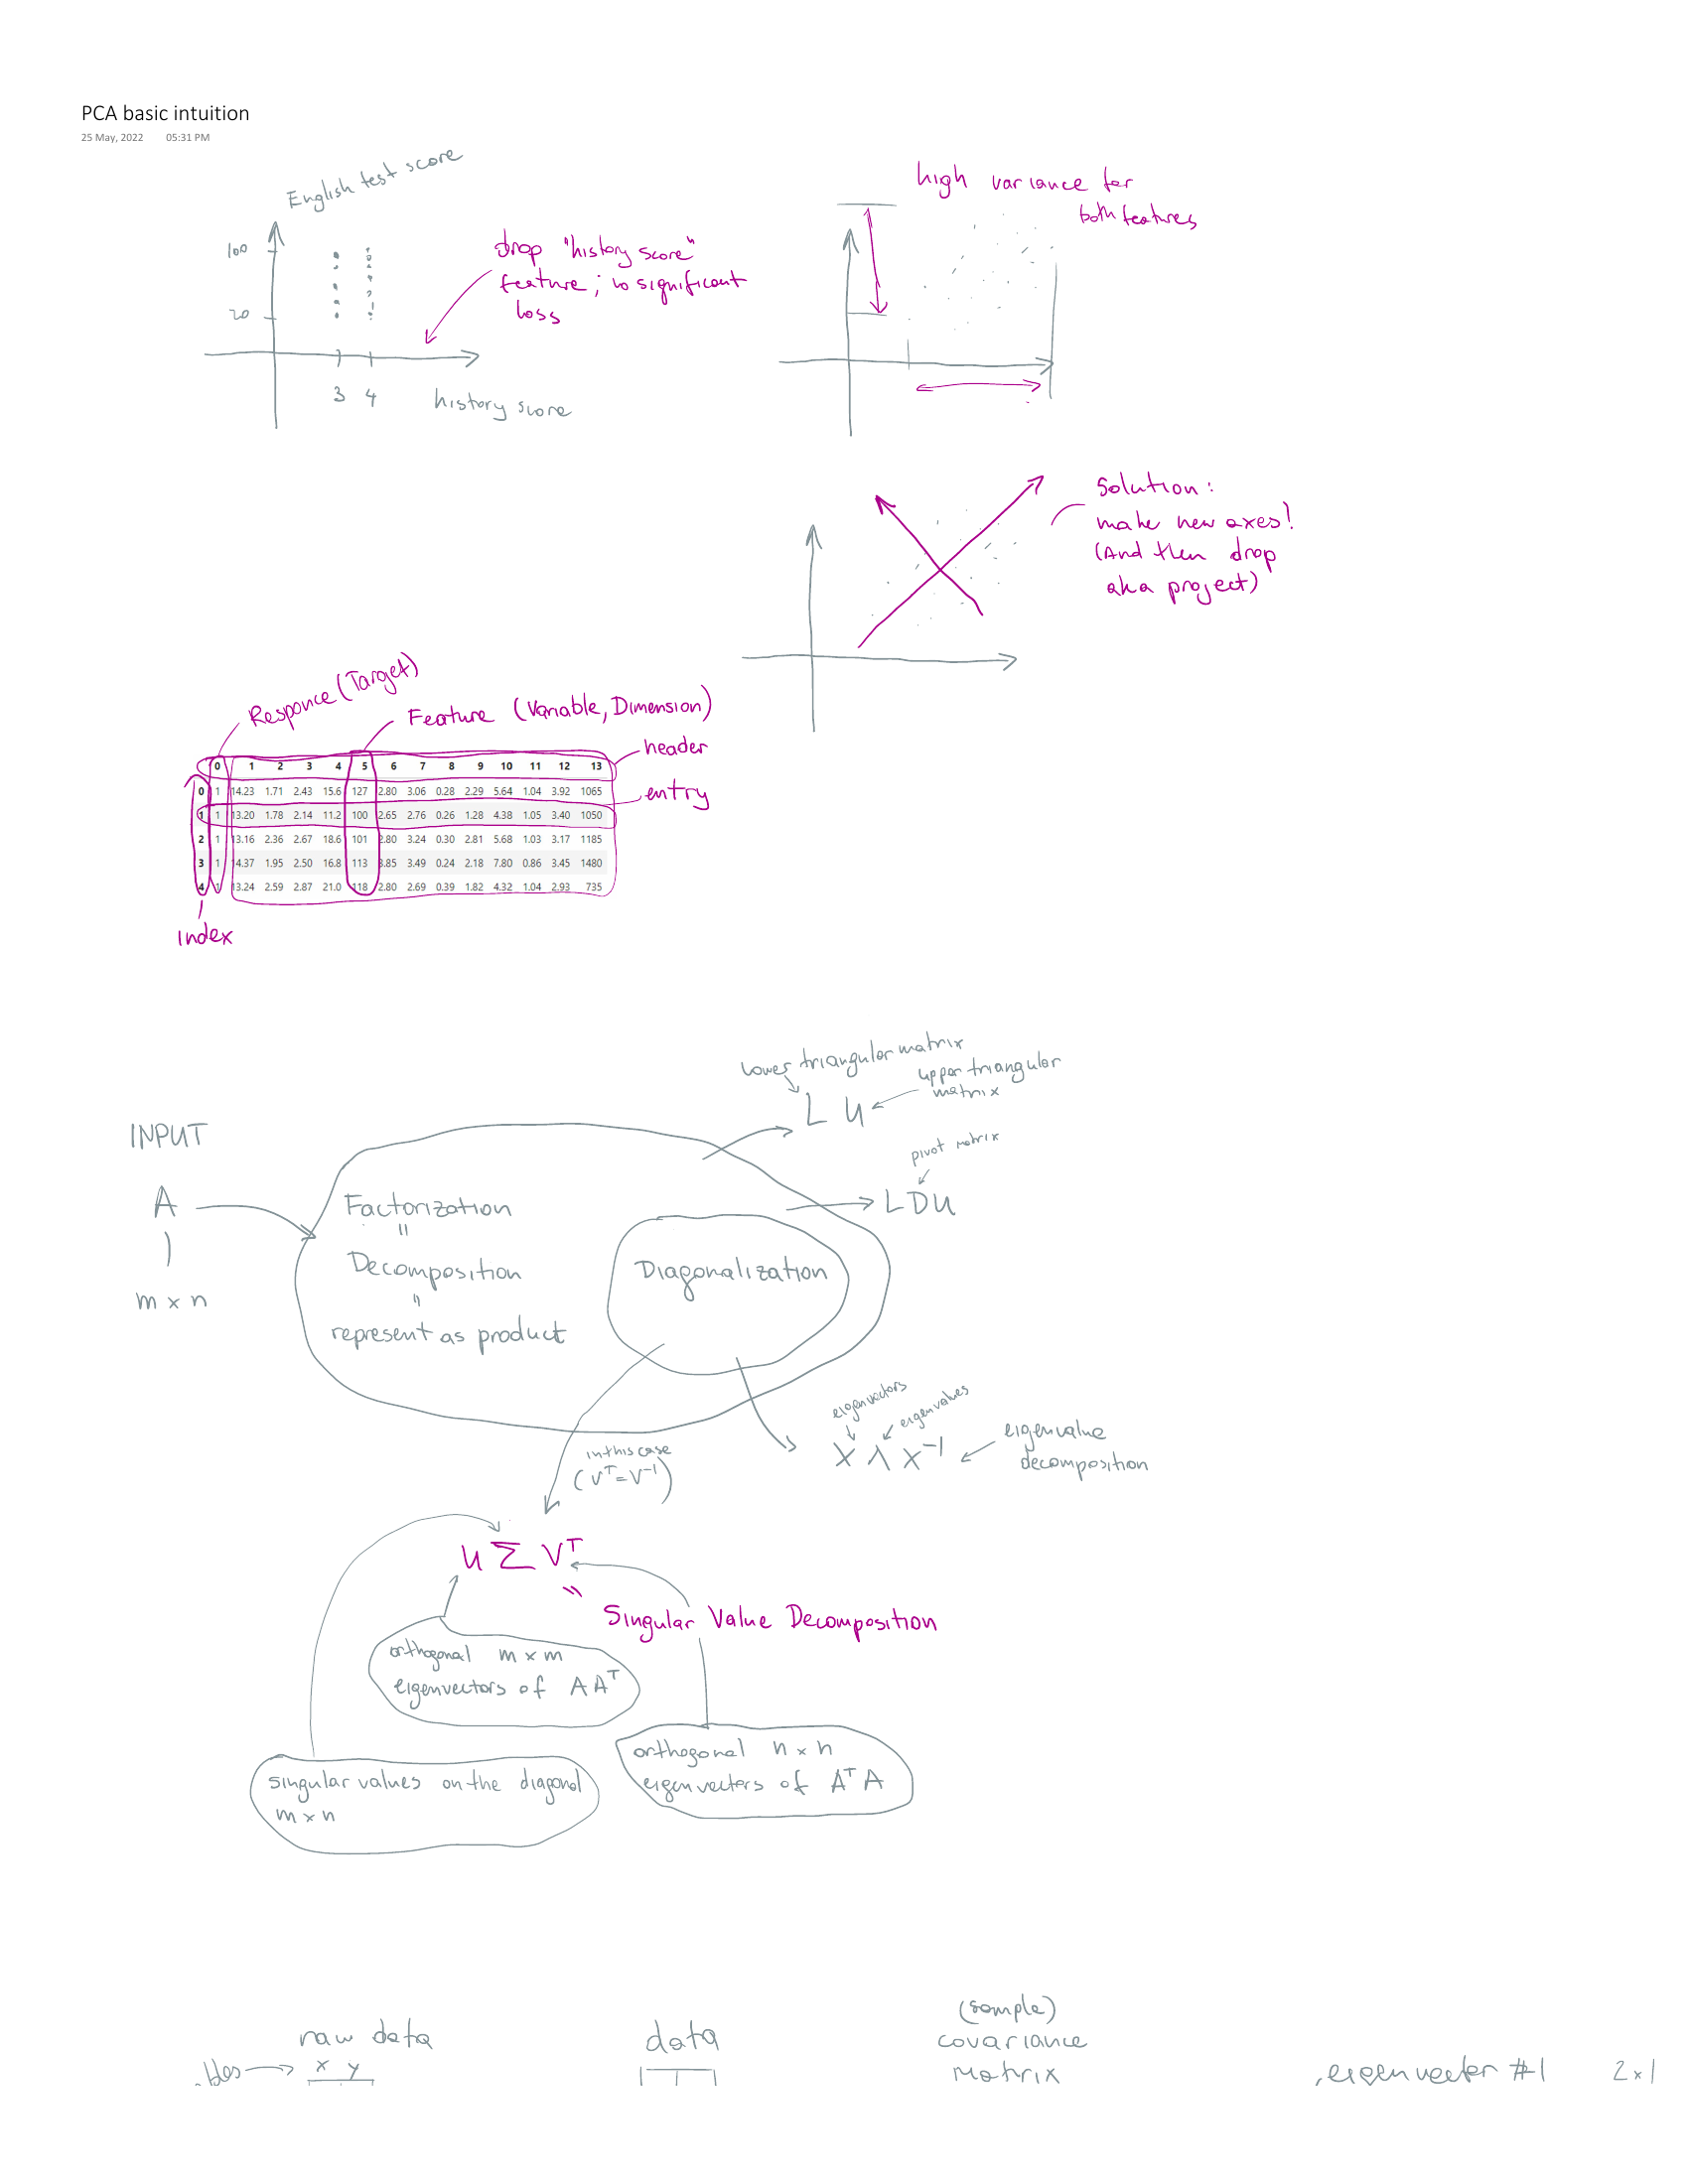 PCA basic intuition
25 May, 2022 05:31 PM
English test score
100
20
3 4
history score
drop "history score"
feature; no significant
loss
high variance for
both features
Solution:
make new axes!
(And then drop
aka project)
Responce (Target)
Feature (Variable, Dimension)
header
entry
0 1 2 3 4 5 6 7 8 9 10 11 12 13
0 1 14.23 1.71 2.43 15.6 127 2.80 3.06 0.28 2.29 5.64 1.04 3.92 1065
1 1 13.20 1.78 2.14 11.2 100 2.65 2.76 0.26 1.28 4.38 1.05 3.40 1050
2 1 13.16 2.36 2.67 18.6 101 2.80 3.24 0.30 2.81 5.68 1.03 3.17 1185
3 1 14.37 1.95 2.50 16.8 113 3.85 3.49 0.24 2.18 7.80 0.86 3.45 1480
4 1 13.24 2.59 2.87 21.0 118 2.80 2.69 0.39 1.82 4.32 1.04 2.93 735
Index
lower triangular matrix
upper triangular
matrix
L U
pivot matrix
LDU
INPUT
A
m × n
Factorization
"
Decomposition
"
represent as product
Diagonalization
eigenvectors
eigenvalues
X Λ X⁻¹
eigenvalue
decomposition
in this case
(Vᵀ=V⁻¹)
U Σ Vᵀ
"
Singular Value Decomposition
orthogonal m × m
eigenvectors of A Aᵀ
orthogonal n × n
eigenvectors of Aᵀ A
singular values on the diagonal
m × n
raw data
x y
data
(sample)
covariance
matrix
eigenvector #1 2×1